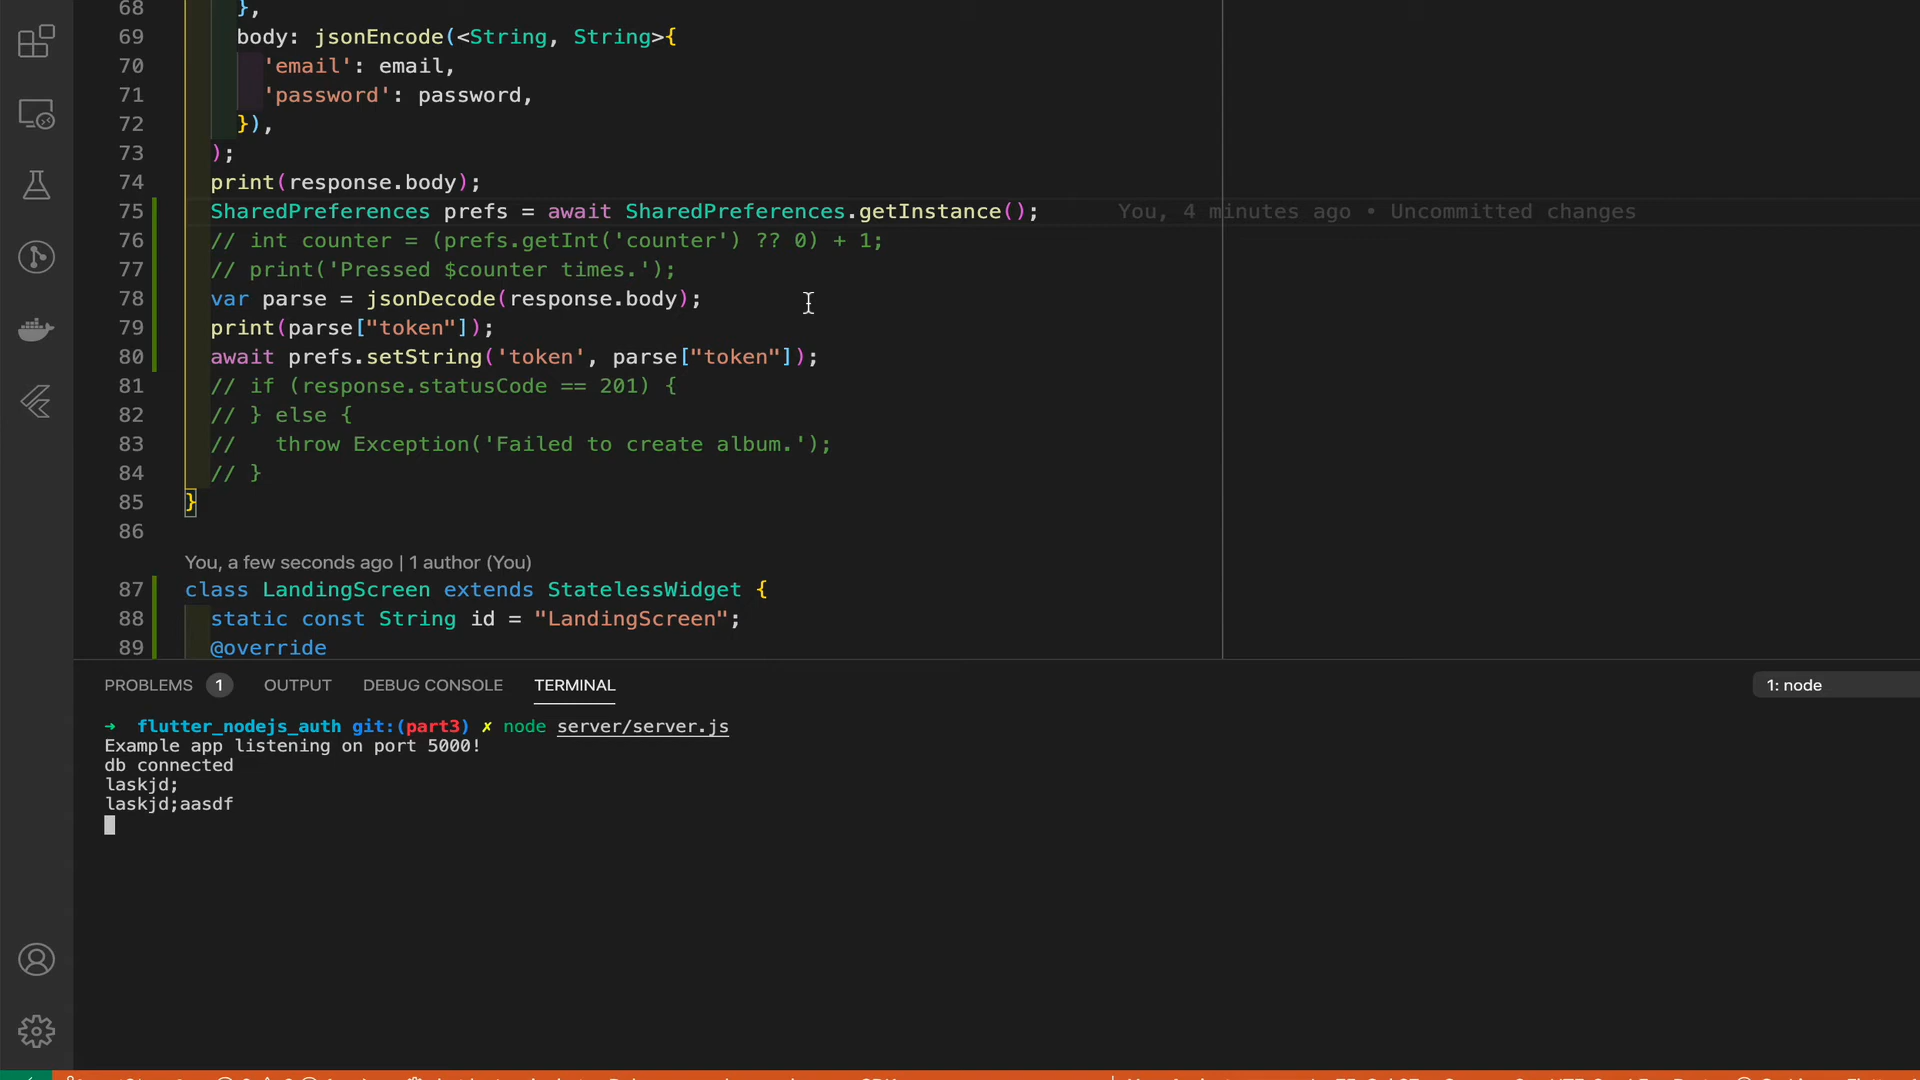 68 },
69 body: jsonEncode(<String, String>{
70 'email': email,
71 'password': password,
72 }),
73 );
74 print(response.body);
75 SharedPreferences prefs = await SharedPreferences.getInstance(); You, 4 minutes ago • Uncommitted changes
76 // int counter = (prefs.getInt('counter') ?? 0) + 1;
77 // print('Pressed $counter times.');
78 var parse = jsonDecode(response.body);
79 print(parse["token"]);
80 await prefs.setString('token', parse["token"]);
81 // if (response.statusCode == 201) {
82 // } else {
83 //   throw Exception('Failed to create album.');
84 // }
85 }
86
You, a few seconds ago | 1 author (You)
87 class LandingScreen extends StatelessWidget {
88 static const String id = "LandingScreen";
89 @override
PROBLEMS 1 OUTPUT DEBUG CONSOLE TERMINAL 1: node
→ flutter_nodejs_auth git:(part3) ✗ node server/server.js
Example app listening on port 5000!
db connected
laskjd;
laskjd;aasdf